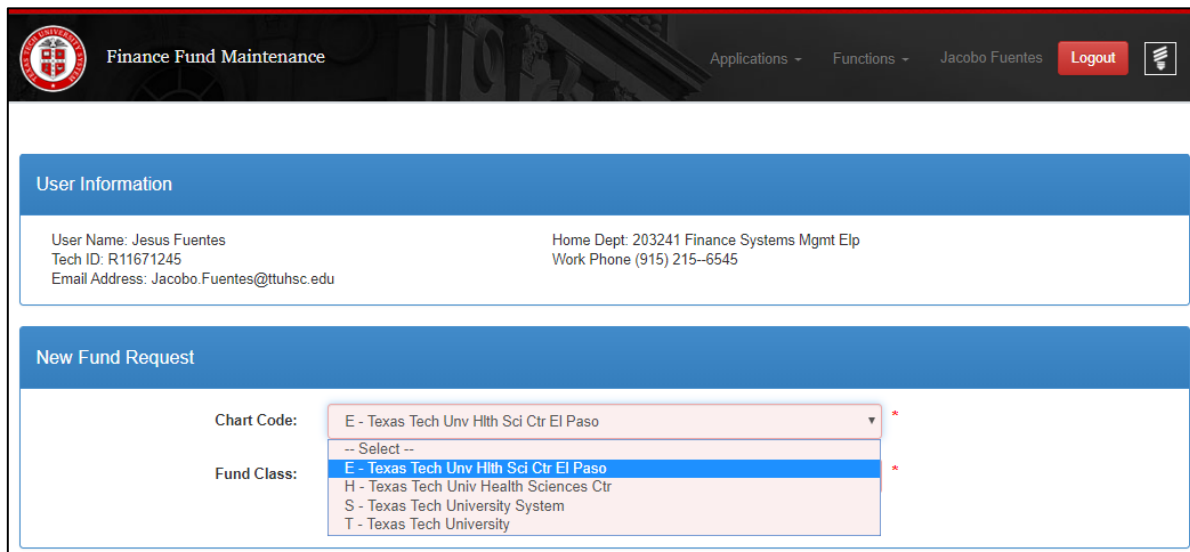 Finance Fund Maintenance
Applications
Functions
Jacobo Fuentes
Logout
User Information
User Name: Jesus Fuentes
Home Dept: 203241 Finance Systems Mgmt Elp
Tech ID: R11671245
Work Phone (915) 215--6545
Email Address: Jacobo.Fuentes@ttuhsc.edu
New Fund Request
Chart Code:
E - Texas Tech Unv Hlth Sci Ctr El Paso
*
-- Select --
Fund Class:
E - Texas Tech Unv Hlth Sci Ctr El Paso
*
H - Texas Tech Univ Health Sciences Ctr
S - Texas Tech University System
T - Texas Tech University